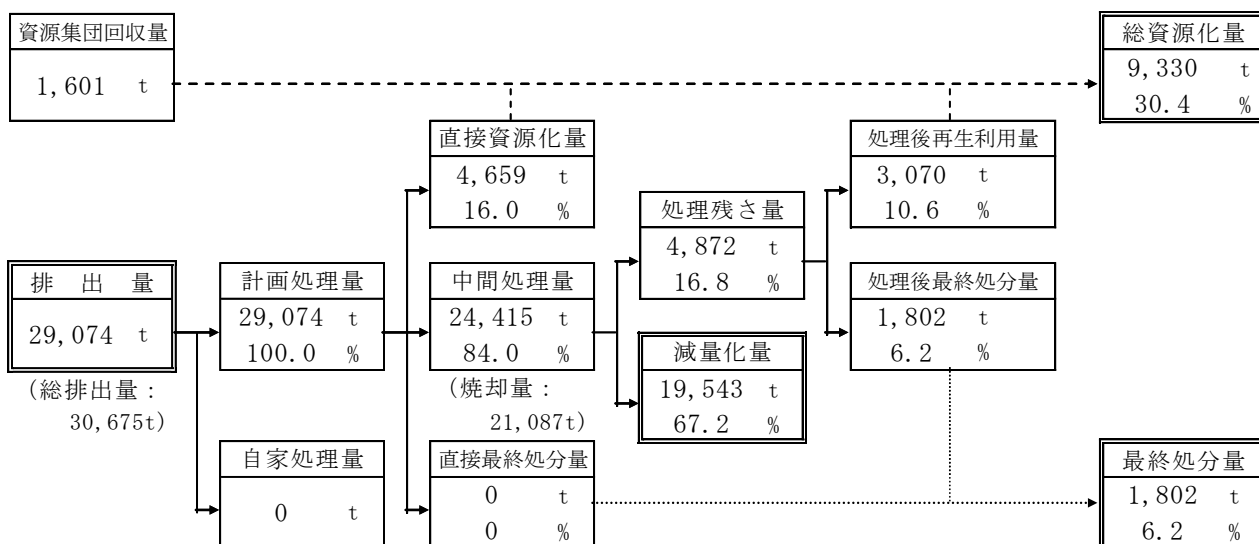 資源集団回収量
1,601 t
総資源化量
9,330 t
30.4 %
直接資源化量
4,659 t
16.0 %
処理後再生利用量
3,070 t
10.6 %
処理残さ量
4,872 t
16.8 %
排出量
29,074 t
(総排出量：
30,675t)
計画処理量
29,074 t
100.0 %
中間処理量
24,415 t
84.0 %
(焼却量：
21,087t)
処理後最終処分量
1,802 t
6.2 %
減量化量
19,543 t
67.2 %
自家処理量
0 t
直接最終処分量
0 t
0 %
最終処分量
1,802 t
6.2 %